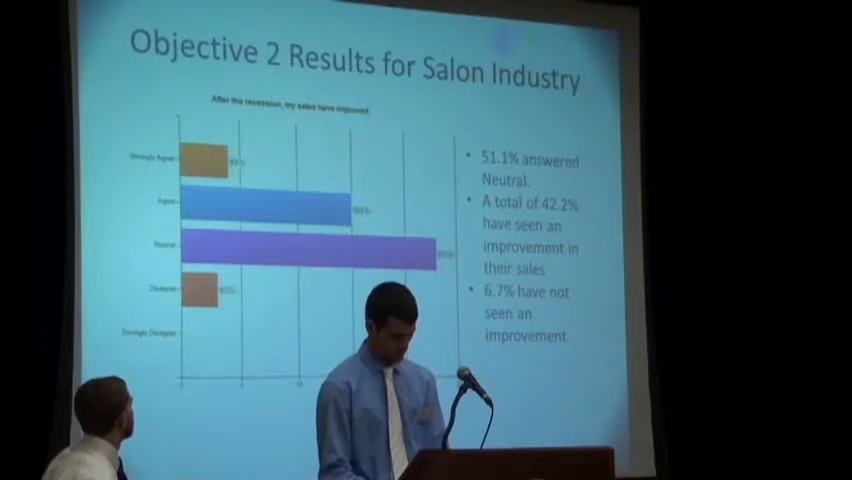 Objective 2 Results for Salon Industry
After the recession, my sales have improved
Strongly Agree
Agree
Neutral
Disagree
Strongly Disagree
• 51.1% answered
Neutral.
• A total of 42.2%
have seen an
improvement in
their sales
• 6.7% have not
seen an
improvement